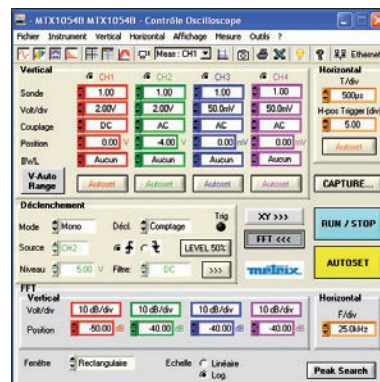 - MTX1054B MTX1054B - Contrôle Oscilloscope
Fichier Instrument Vertical Horizontal Affichage Mesure Outils ?
Meas : CH1 Ethernet
Vertical CH1 CH2 CH3 CH4
Sonde 1.00 1.00 1.00 1.00
Volt/div 2.00V 2.00V 50.0mV 50.0mV
Couplage DC AC AC AC
Position 0.00 V -4.00 V 0.00 mV 0.00 mV
BWL Aucun Aucun Aucun Aucun
V-Auto Range Autoset Autoset Autoset Autoset
Horizontal
T/div
500µs
H-pos Trigger (div)
5.00
Autoset
CAPTURE...
Déclenchement
Mode Mono Décl. Comptage Trig
Source CH2 LEVEL 50%
Niveau 5.00 V Filtre: DC >>>
XY >>>
FFT <<<
metrix
RUN / STOP
AUTOSET
FFT
Vertical
Volt/div 10 dB/div 10 dB/div 10 dB/div 10 dB/div
Position -50.00 dB -40.00 dB -40.00 dB -40.00 dB
Horizontal
F/div
25.0kHz
Fenêtre Rectangulaire Echelle Linéaire
Log.
Peak Search